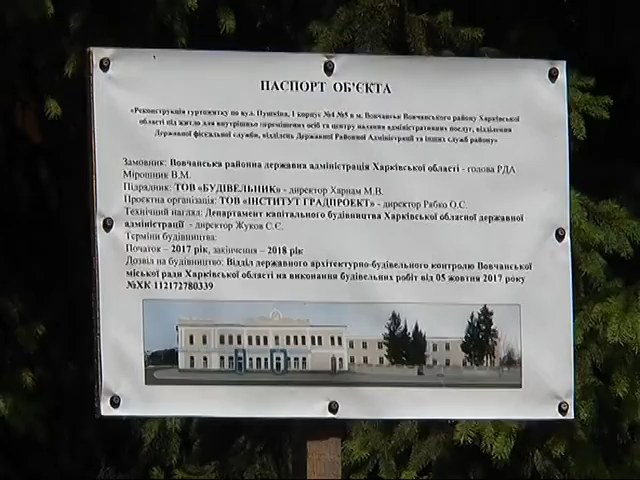 ПАСПОРТ ОБ'ЄКТА
«Реконструкція гуртожитку по вул. Пушкіна, 1 корпус №4 №5 в м. Вовчанськ Вовчанського району Харківської
області під житло для внутрішньо переміщених осіб та центру надання адміністративних послуг, відділення
Державної фіскальної служби, відділень Державної Районної Адміністрації та інших служб району»
Замовник: Вовчанська районна державна адміністрація Харківської області - голова РДА
Мірошник В.М.
Підрядник: ТОВ «БУДІВЕЛЬНИК» - директор Харнам М.В.
Проєктна організація: ТОВ «ІНСТИТУТ ГРАДПРОЕКТ» - директор Рябко О.С.
Технічний нагляд: Департамент капітального будівництва Харківської обласної державної
адміністрації - директор Жуков С.Є.
Терміни будівництва:
Початок – 2017 рік, закінчення – 2018 рік
Дозвіл на будівництво: Відділ державного архітектурно-будівельного контролю Вовчанської
міської ради Харківської області на виконання будівельних робіт від 05 жовтня 2017 року
№ХК 112172780339